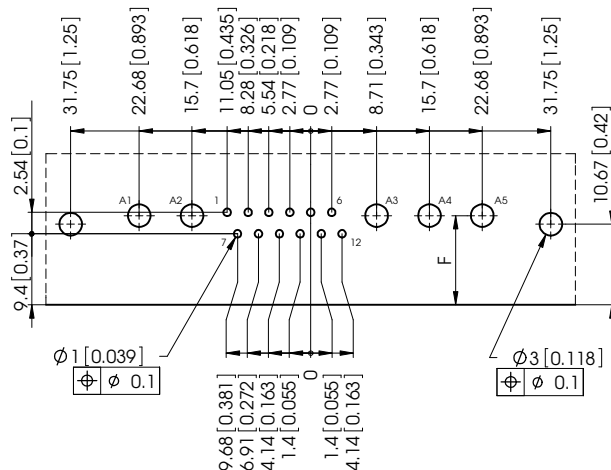 31.75 [1.25]
22.68 [0.893]
15.7 [0.618]
11.05 [0.435]
8.28 [0.326]
5.54 [0.218]
2.77 [0.109]
0
2.77 [0.109]
8.71 [0.343]
15.7 [0.618]
22.68 [0.893]
31.75 [1.25]
2.54 [0.1]
10.67 [0.42]
A1
A2
1
6
A3
A4
A5
7
12
9.4 [0.37
F
Ø1 [0.039]
⌖ Ø 0.1
Ø3 [0.118]
⌖ Ø 0.1
9.68 [0.381]
6.91 [0.272]
4.14 [0.163]
1.4 [0.055]
0
1.4 [0.055]
4.14 [0.163]